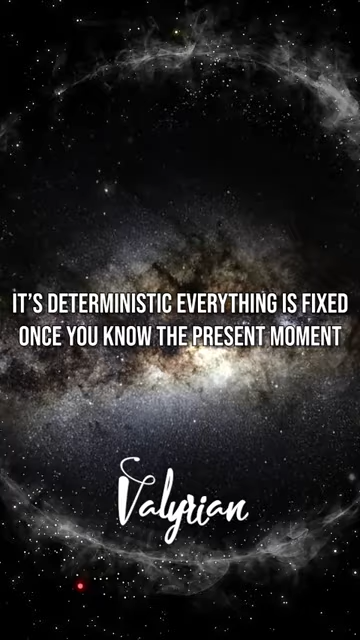 IT'S DETERMINISTIC EVERYTHING IS FIXED
ONCE YOU KNOW THE PRESENT MOMENT
Valyrian